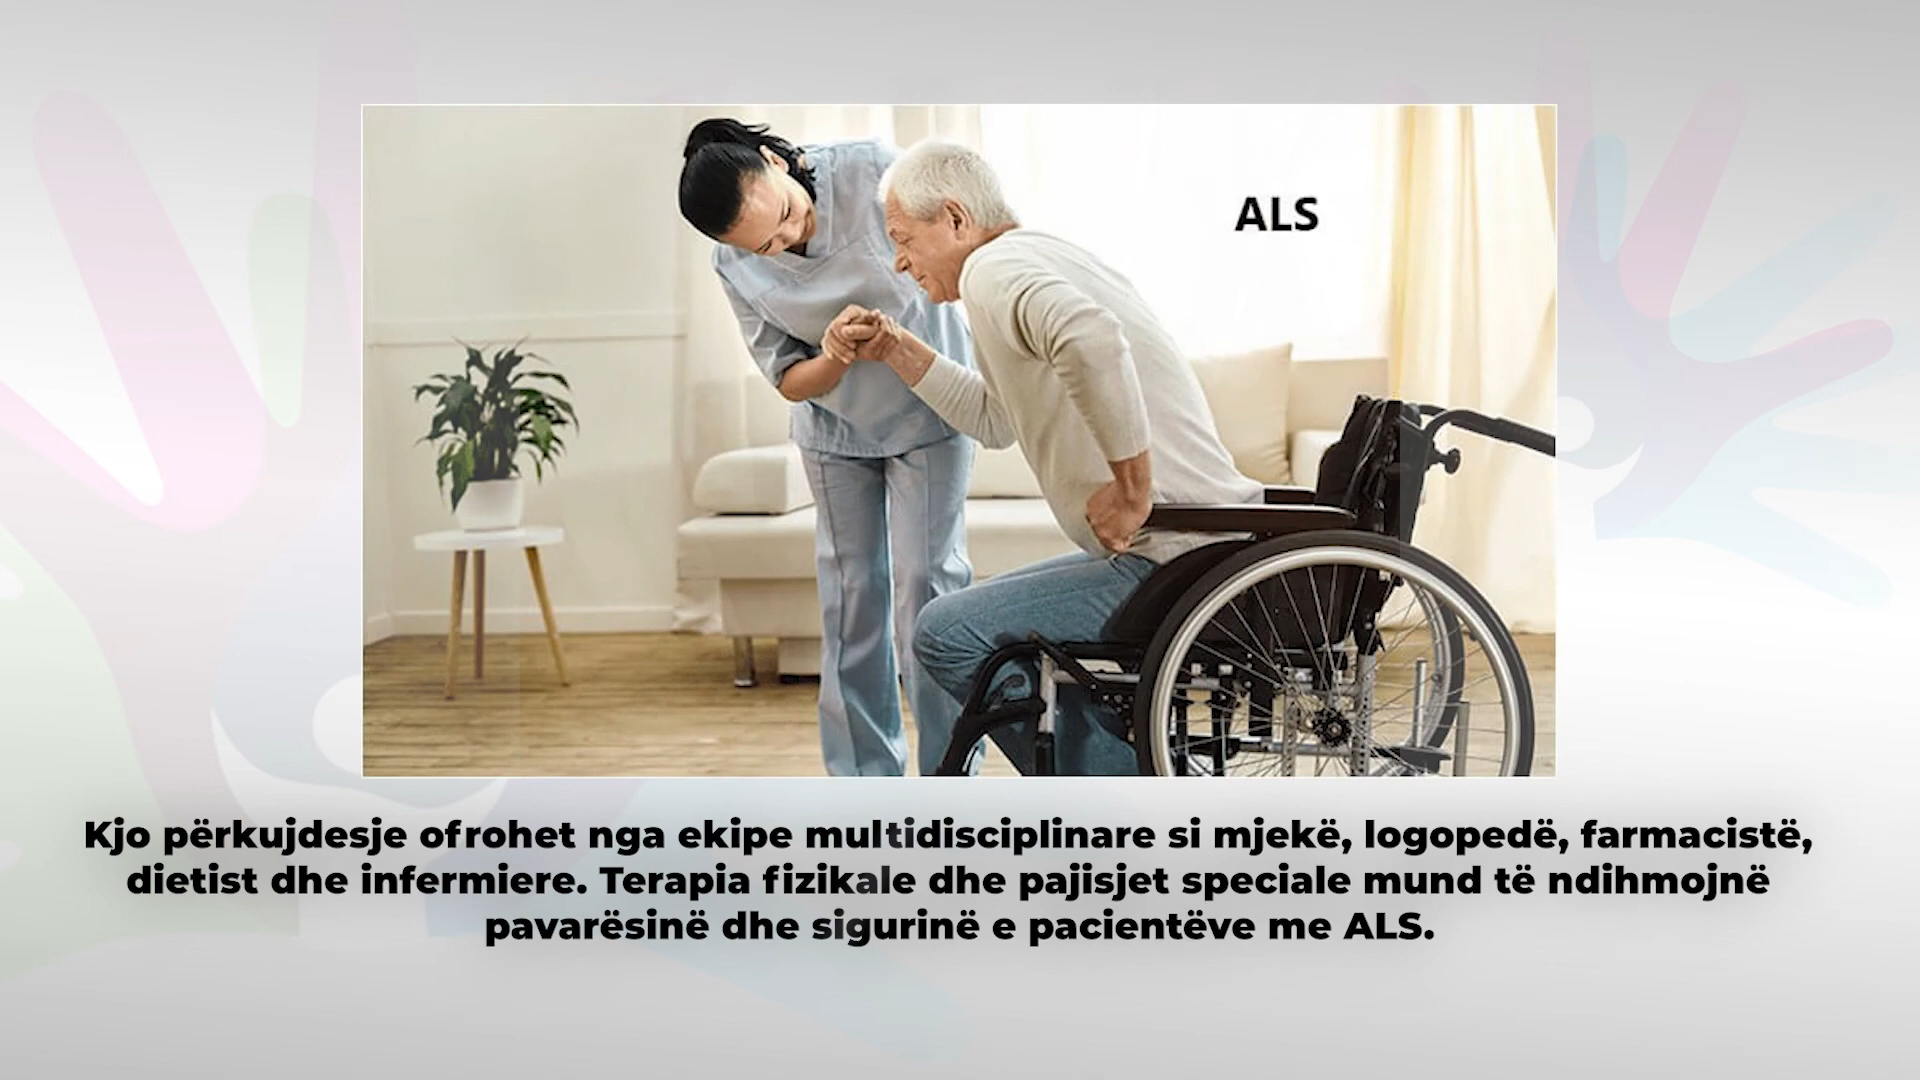 ALS
Kjo përkujdesje ofrohet nga ekipe multidisciplinare si mjekë, logopedë, farmacistë,
dietist dhe infermiere. Terapia fizikale dhe pajisjet speciale mund të ndihmojnë
pavarësinë dhe sigurinë e pacientëve me ALS.